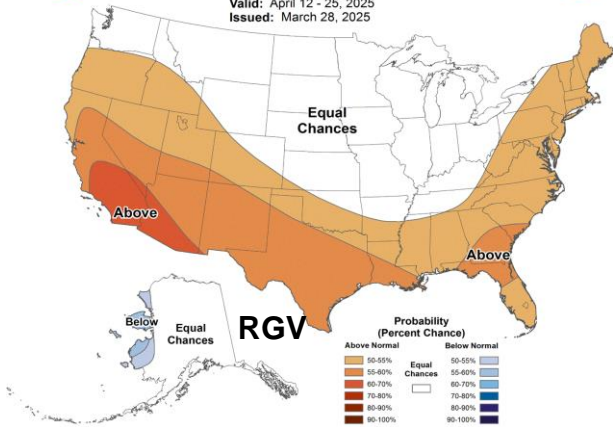 Valid: April 12 - 25, 2025
Issued: March 28, 2025
Equal
Chances
Above
Above
Below
Equal
Chances
RGV
Probability
(Percent Chance)
Above Normal
Equal
Chances
Below Normal
50-55%
55-60%
60-70%
70-80%
80-90%
90-100%
50-55%
55-60%
60-70%
70-80%
80-90%
90-100%